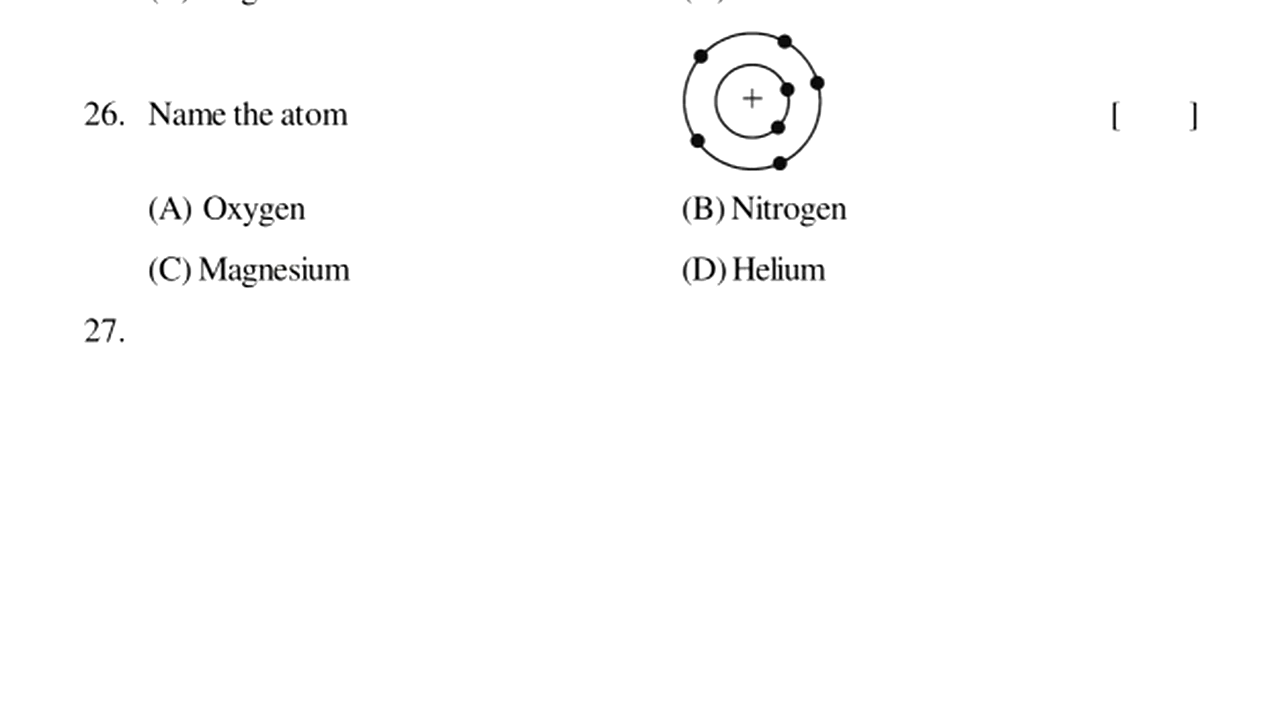 26. Name the atom [ ]
+
(A) Oxygen (B) Nitrogen
(C) Magnesium (D) Helium
27.